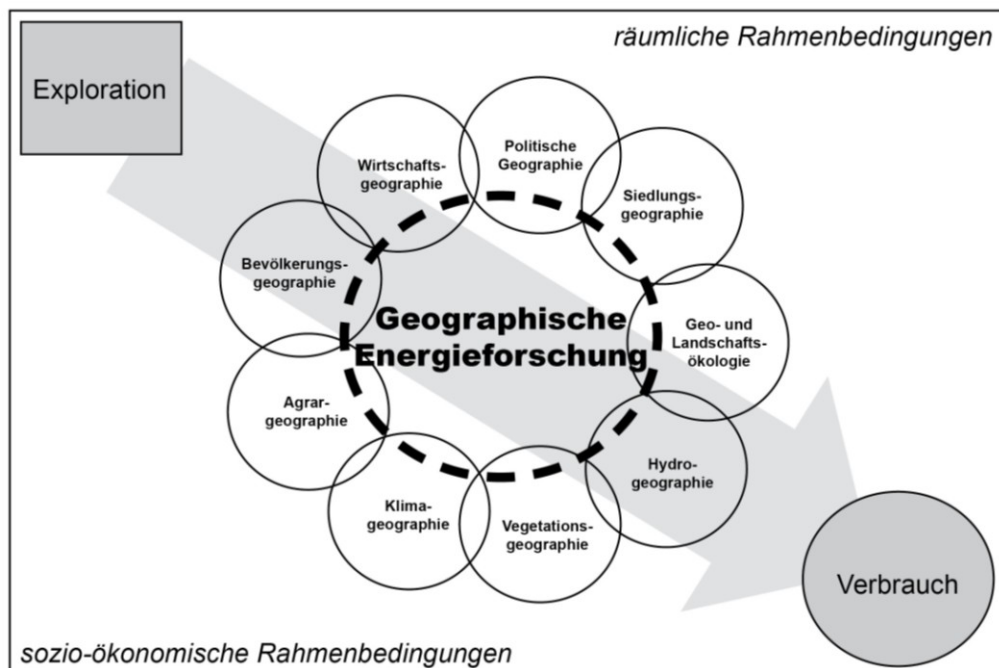 räumliche Rahmenbedingungen
Exploration
Politische
Geographie
Wirtschafts-
geographie
Siedlungs-
geographie
Bevölkerungs-
geographie
Geographische
Energieforschung
Geo- und
Landschafts-
ökologie
Agrar-
geographie
Hydro-
geographie
Klima-
geographie
Vegetations-
geographie
Verbrauch
sozio-ökonomische Rahmenbedingungen